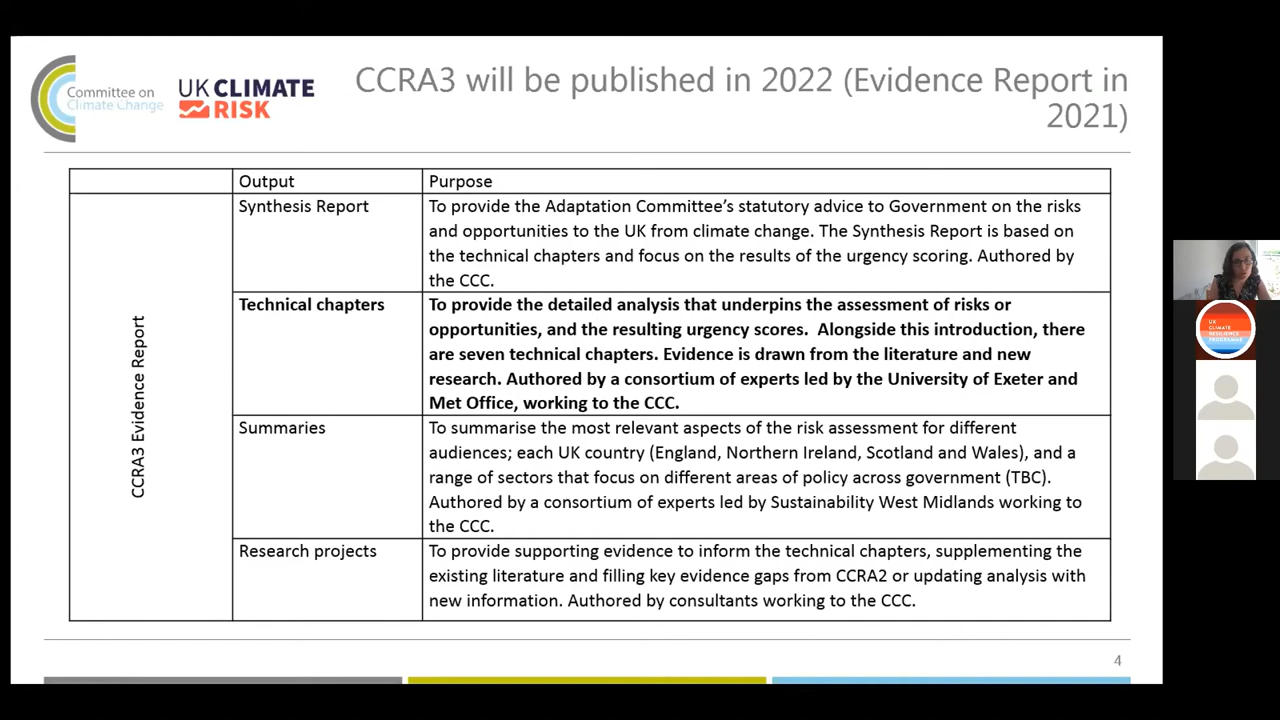 Committee on
Climate Change
UK CLIMATE
RISK
CCRA3 will be published in 2022 (Evidence Report in
2021)
Output
Purpose
CCRA3 Evidence Report
Synthesis Report
To provide the Adaptation Committee's statutory advice to Government on the risks
and opportunities to the UK from climate change. The Synthesis Report is based on
the technical chapters and focus on the results of the urgency scoring. Authored by
the CCC.
Technical chapters
To provide the detailed analysis that underpins the assessment of risks or
opportunities, and the resulting urgency scores.  Alongside this introduction, there
are seven technical chapters. Evidence is drawn from the literature and new
research. Authored by a consortium of experts led by the University of Exeter and
Met Office, working to the CCC.
Summaries
To summarise the most relevant aspects of the risk assessment for different
audiences; each UK country (England, Northern Ireland, Scotland and Wales), and a
range of sectors that focus on different areas of policy across government (TBC).
Authored by a consortium of experts led by Sustainability West Midlands working to
the CCC.
Research projects
To provide supporting evidence to inform the technical chapters, supplementing the
existing literature and filling key evidence gaps from CCRA2 or updating analysis with
new information. Authored by consultants working to the CCC.
4
UK
CLIMATE
RESILIENCE
PROGRAMME